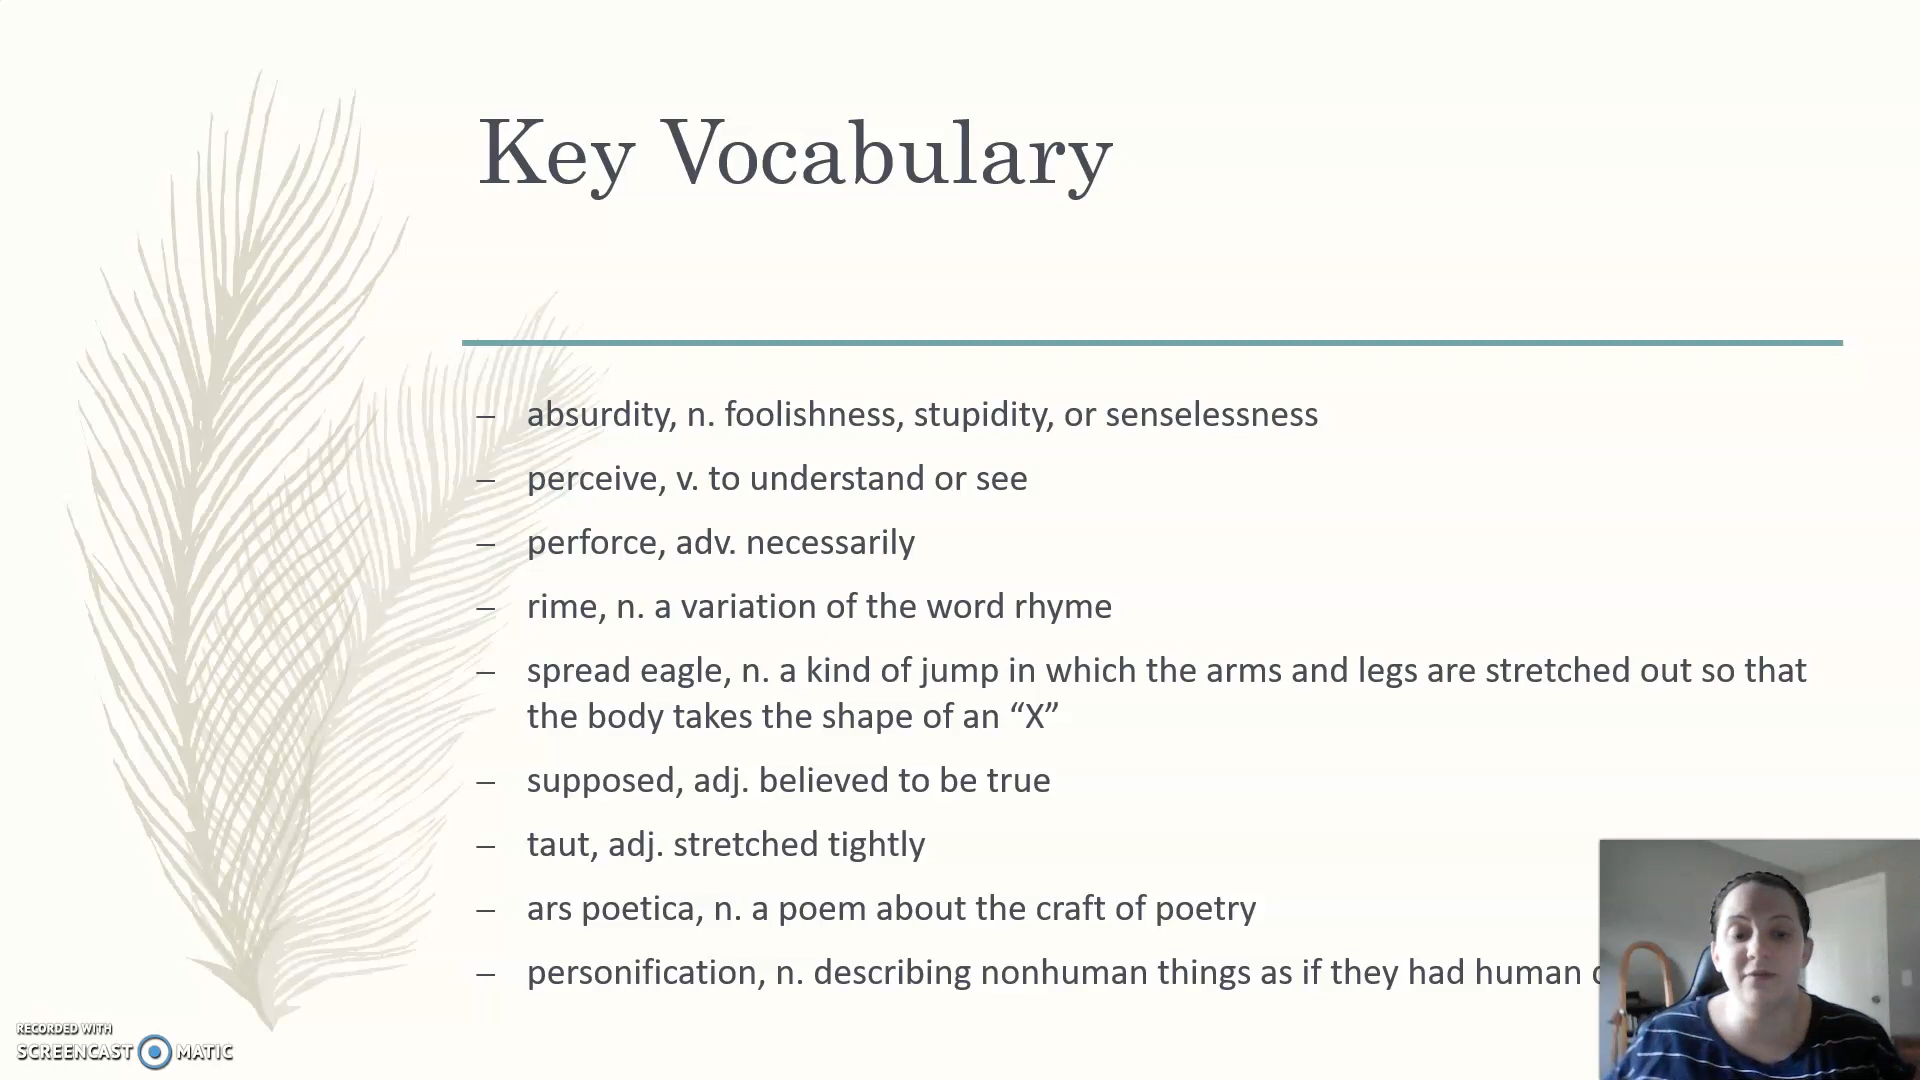 Key Vocabulary
– absurdity, n. foolishness, stupidity, or senselessness
– perceive, v. to understand or see
– perforce, adv. necessarily
– rime, n. a variation of the word rhyme
– spread eagle, n. a kind of jump in which the arms and legs are stretched out so that
the body takes the shape of an “X”
– supposed, adj. believed to be true
– taut, adj. stretched tightly
– ars poetica, n. a poem about the craft of poetry
– personification, n. describing nonhuman things as if they had human
RECORDED WITH
SCREENCAST MATIC